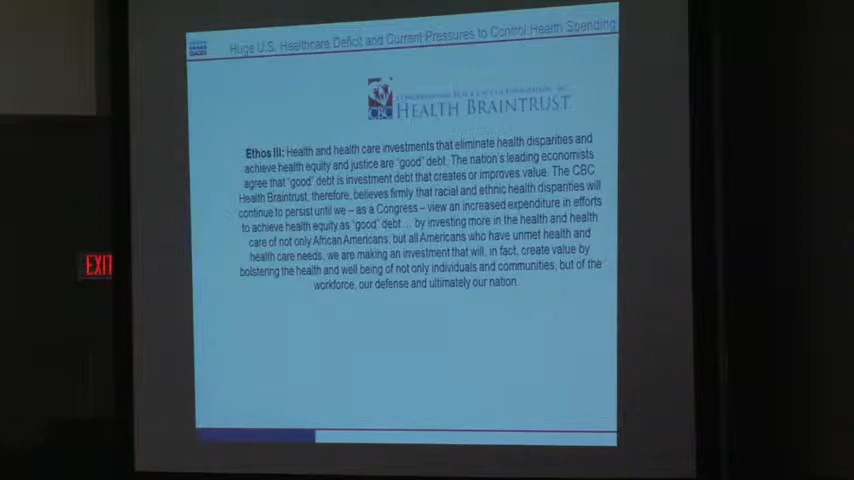 Huge U.S. Healthcare Deficit and Current Pressures to Control Health Spending
CBC
HEALTH BRAINTRUST
Ethos III: Health and health care investments that eliminate health disparities and
achieve health equity and justice are "good" debt. The nation's leading economists
agree that "good" debt is investment debt that creates or improves value. The CBC
Health Braintrust, therefore, believes firmly that racial and ethnic health disparities will
continue to persist until we – as a Congress – view an increased expenditure in efforts
to achieve health equity as "good" debt… by investing more in the health and health
care of not only African Americans, but all Americans who have unmet health and
health care needs, we are making an investment that will, in fact, create value by
bolstering the health and well being of not only individuals and communities, but of the
workforce, our defense and ultimately our nation.
EXIT